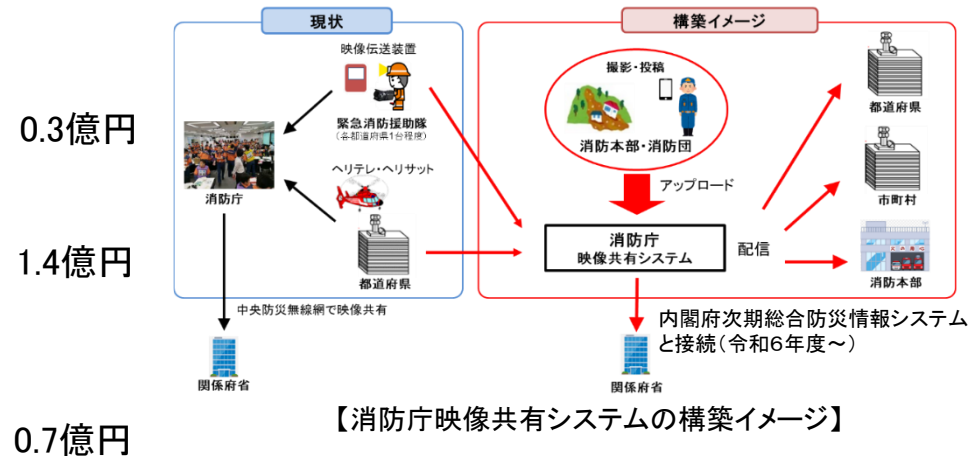 現状
映像伝送装置
緊急消防援助隊
（各都道府県1台程度）
消防庁
ヘリテレ・ヘリサット
都道府県
中央防災無線網で映像共有
関係府省
構築イメージ
撮影・投稿
消防本部・消防団
アップロード
消防庁
映像共有システム
配信
都道府県
市町村
消防本部
内閣府次期総合防災情報システム
と接続（令和６年度～）
関係府省
【消防庁映像共有システムの構築イメージ】
0.3億円
1.4億円
0.7億円